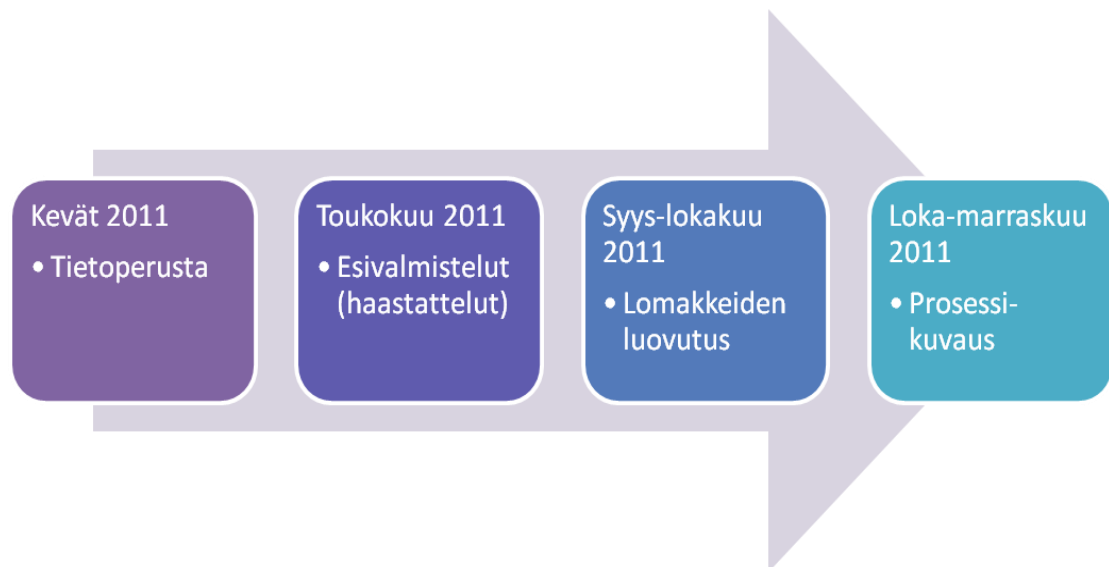 Kevät 2011
• Tietoperusta
Toukokuu 2011
• Esivalmistelut
(haastattelut)
Syys-lokakuu
2011
• Lomakkeiden
luovutus
Loka-marraskuu
2011
• Prosessi-
kuvaus